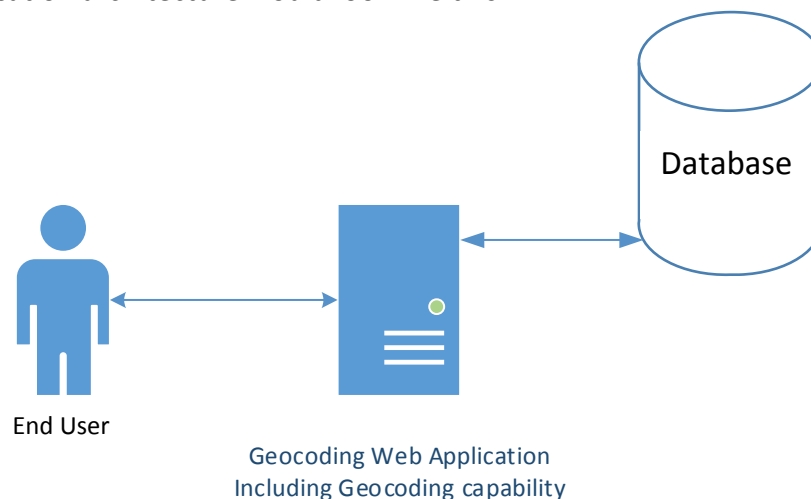 Database
End User
Geocoding Web Application
Including Geocoding capability